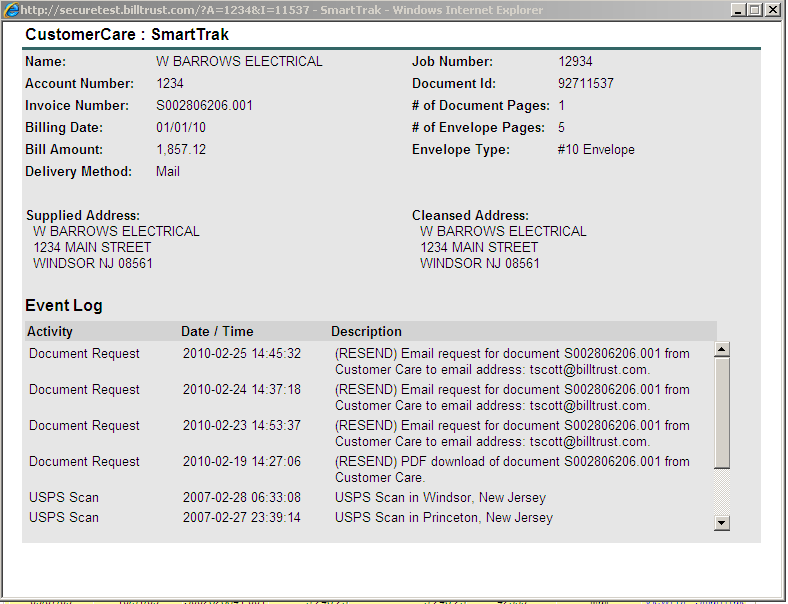 http://securetest.billtrust.com/?A=1234&I=11537 - SmartTrak - Windows Internet Explorer
CustomerCare : SmartTrak
Name: W BARROWS ELECTRICAL Job Number: 12934
Account Number: 1234 Document Id: 92711537
Invoice Number: S002806206.001 # of Document Pages: 1
Billing Date: 01/01/10 # of Envelope Pages: 5
Bill Amount: 1,857.12 Envelope Type: #10 Envelope
Delivery Method: Mail
Supplied Address: Cleansed Address:
W BARROWS ELECTRICAL W BARROWS ELECTRICAL
1234 MAIN STREET 1234 MAIN STREET
WINDSOR NJ 08561 WINDSOR NJ 08561
Event Log
Activity Date / Time Description
Document Request 2010-02-25 14:45:32 (RESEND) Email request for document S002806206.001 from
Customer Care to email address: tscott@billtrust.com.
Document Request 2010-02-24 14:37:18 (RESEND) Email request for document S002806206.001 from
Customer Care to email address: tscott@billtrust.com.
Document Request 2010-02-23 14:53:37 (RESEND) Email request for document S002806206.001 from
Customer Care to email address: tscott@billtrust.com.
Document Request 2010-02-19 14:27:06 (RESEND) PDF download of document S002806206.001 from
Customer Care.
USPS Scan 2007-02-28 06:33:08 USPS Scan in Windsor, New Jersey
USPS Scan 2007-02-27 23:39:14 USPS Scan in Princeton, New Jersey